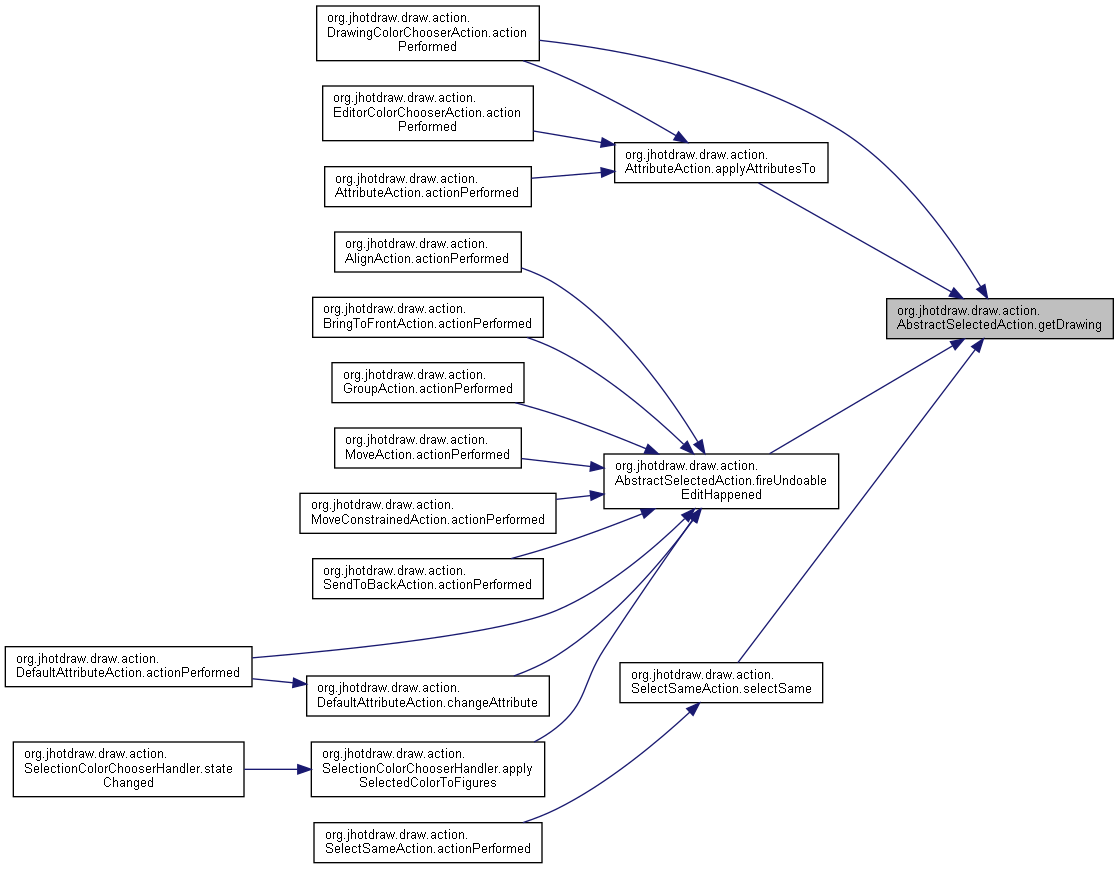 org.jhotdraw.draw.action.
DrawingColorChooserAction.action
Performed
org.jhotdraw.draw.action.
EditorColorChooserAction.action
Performed
org.jhotdraw.draw.action.
AttributeAction.applyAttributesTo
org.jhotdraw.draw.action.
AttributeAction.actionPerformed
org.jhotdraw.draw.action.
AlignAction.actionPerformed
org.jhotdraw.draw.action.
BringToFrontAction.actionPerformed
org.jhotdraw.draw.action.
AbstractSelectedAction.getDrawing
org.jhotdraw.draw.action.
GroupAction.actionPerformed
org.jhotdraw.draw.action.
MoveAction.actionPerformed
org.jhotdraw.draw.action.
AbstractSelectedAction.fireUndoable
EditHappened
org.jhotdraw.draw.action.
MoveConstrainedAction.actionPerformed
org.jhotdraw.draw.action.
SendToBackAction.actionPerformed
org.jhotdraw.draw.action.
DefaultAttributeAction.actionPerformed
org.jhotdraw.draw.action.
DefaultAttributeAction.changeAttribute
org.jhotdraw.draw.action.
SelectSameAction.selectSame
org.jhotdraw.draw.action.
SelectionColorChooserHandler.state
Changed
org.jhotdraw.draw.action.
SelectionColorChooserHandler.apply
SelectedColorToFigures
org.jhotdraw.draw.action.
SelectSameAction.actionPerformed